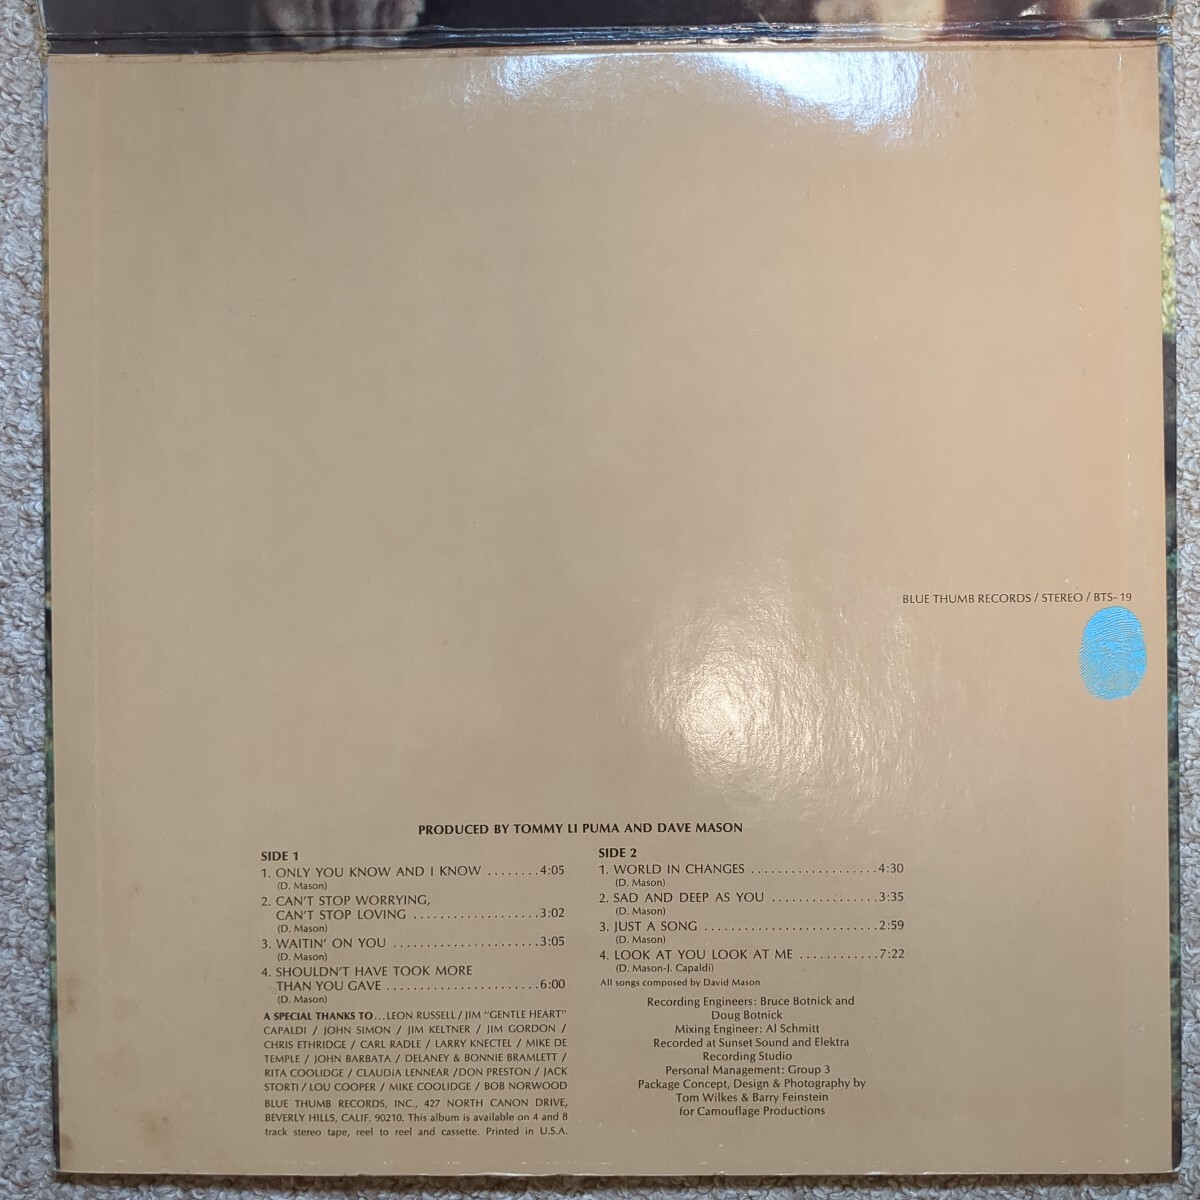 BLUE THUMB RECORDS / STEREO / BTS-19
PRODUCED BY TOMMY LI PUMA AND DAVE MASON
SIDE 1
1. ONLY YOU KNOW AND I KNOW ........4:05
(D. Mason)
2. CAN'T STOP WORRYING,
CAN'T STOP LOVING ...................3:02
(D. Mason)
3. WAITIN' ON YOU ......................3:05
(D. Mason)
4. SHOULDN'T HAVE TOOK MORE
THAN YOU GAVE .......................6:00
(D. Mason)
A SPECIAL THANKS TO...LEON RUSSELL/JIM "GENTLE HEART"
CAPALDI / JOHN SIMON / JIM KELTNER / JIM GORDON /
CHRIS ETHRIDGE / CARL RADLE / LARRY KNECTEL / MIKE DE
TEMPLE / JOHN BARBATA / DELANEY & BONNIE BRAMLETT /
RITA COOLIDGE / CLAUDIA LENNEAR /DON PRESTON / JACK
STORTI/LOU COOPER / MIKE COOLIDGE / BOB NORWOOD
BLUE THUMB RECORDS, INC., 427 NORTH CANON DRIVE,
BEVERLY HILLS, CALIF. 90210. This album is available on 4 and 8
track stereo tape, reel to reel and cassette. Printed in U.S.A.
SIDE 2
1. WORLD IN CHANGES ...................4:30
(D. Mason)
2. SAD AND DEEP AS YOU ................3:35
(D. Mason)
3. JUST A SONG ..........................2:59
(D. Mason)
4. LOOK AT YOU LOOK AT ME ............7:22
(D. Mason-J. Capaldi)
All songs composed by David Mason
Recording Engineers: Bruce Botnick and
Doug Botnick
Mixing Engineer: Al Schmitt
Recorded at Sunset Sound and Elektra
Recording Studio
Personal Management: Group 3
Package Concept, Design & Photography by
Tom Wilkes & Barry Feinstein
for Camouflage Productions